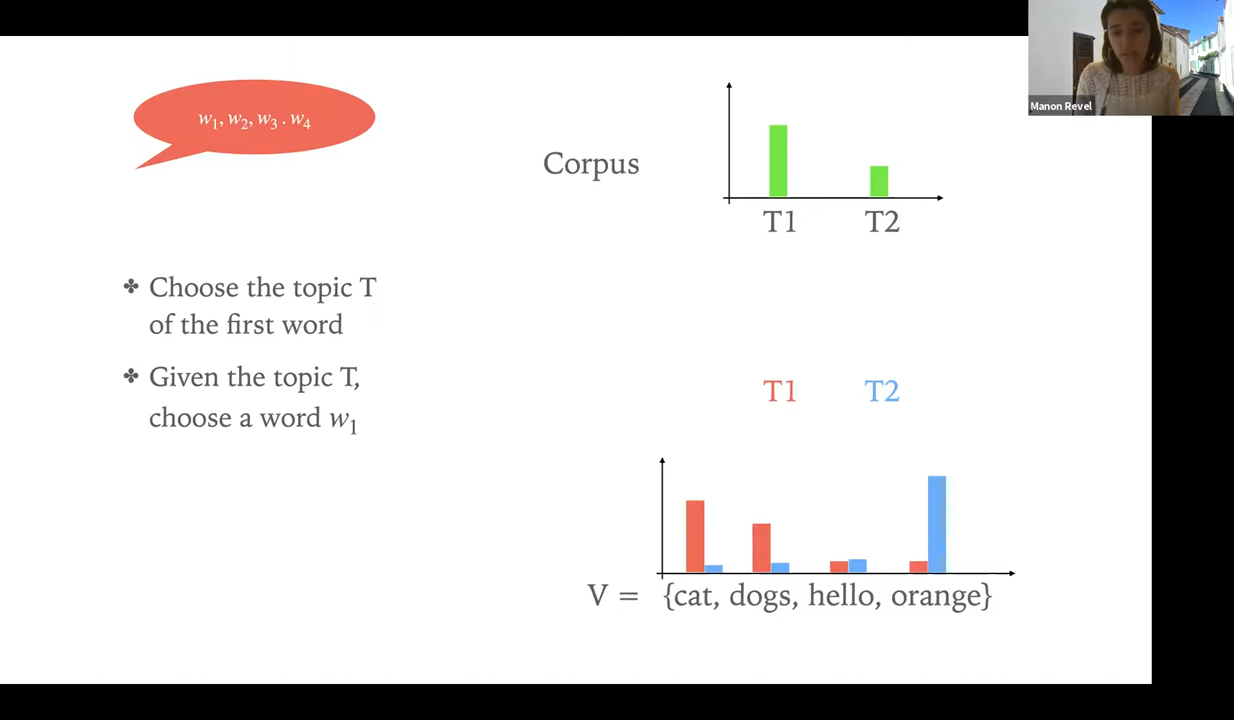 w1, w2, w3 . w4
Manon Revel
Corpus
T1 T2
✤ Choose the topic T
of the first word
✤ Given the topic T,
choose a word w1
T1 T2
V = {cat, dogs, hello, orange}